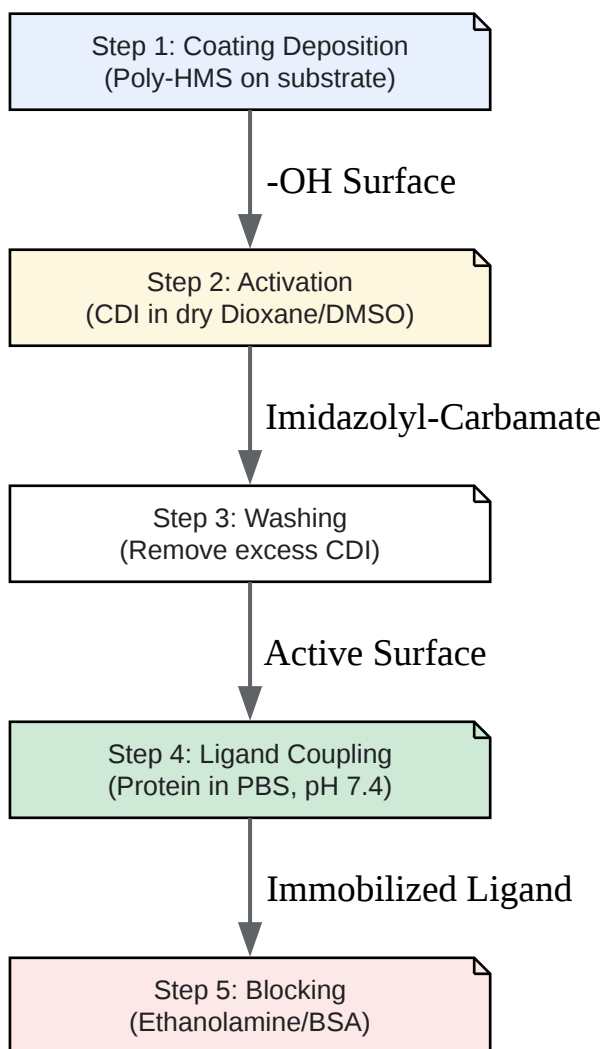 Step 1: Coating Deposition
(Poly-HMS on substrate)
-OH Surface
Step 2: Activation
(CDI in dry Dioxane/DMSO)
Imidazolyl-Carbamate
Step 3: Washing
(Remove excess CDI)
Active Surface
Step 4: Ligand Coupling
(Protein in PBS, pH 7.4)
Immobilized Ligand
Step 5: Blocking
(Ethanolamine/BSA)